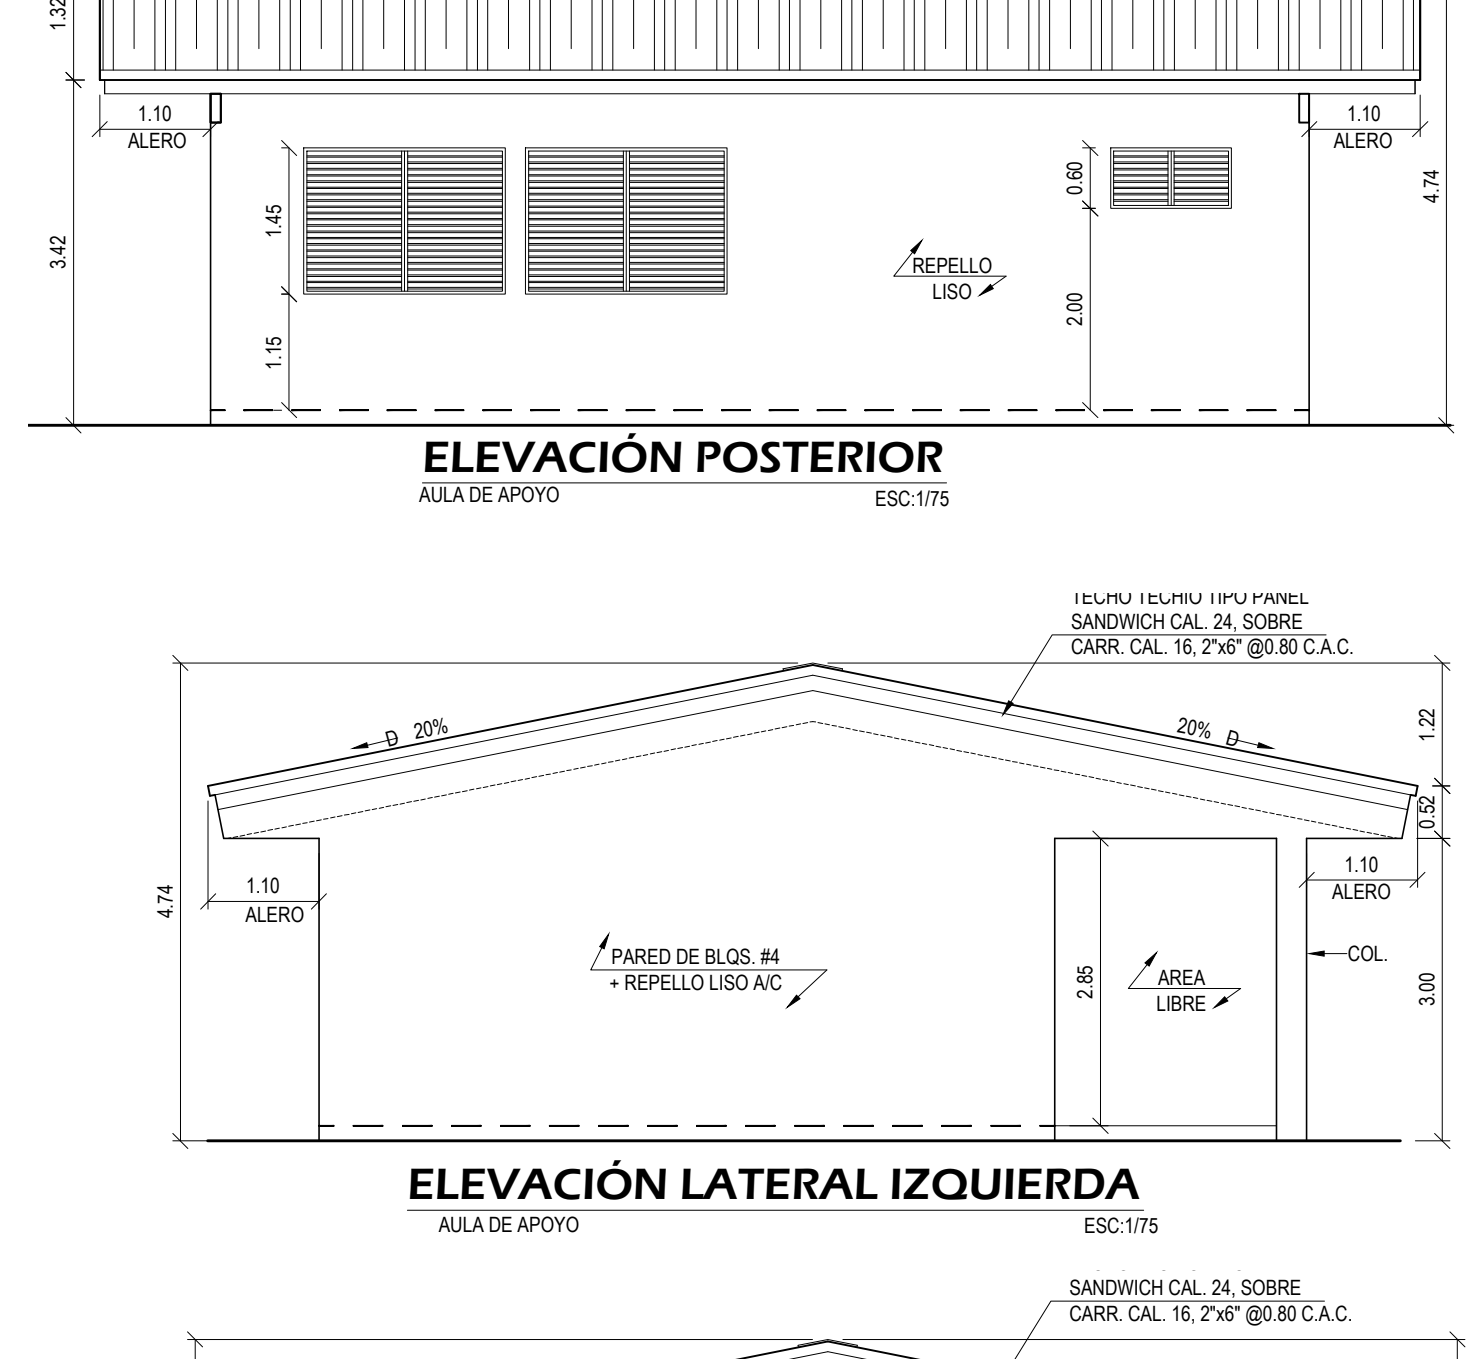 1.32
1.10
ALERO
1.10
ALERO
3.42
1.45
1.15
0.60
2.00
4.74
REPELLO
LISO
ELEVACIÓN POSTERIOR
AULA DE APOYO
ESC:1/75
TECHO TECHIO TIPO PANEL
SANDWICH CAL. 24, SOBRE
CARR. CAL. 16, 2"x6" @0.80 C.A.C.
D 20%
20% D
1.22
0.52
1.10
ALERO
1.10
ALERO
4.74
PARED DE BLQS. #4
+ REPELLO LISO A/C
2.85
AREA
LIBRE
COL.
3.00
ELEVACIÓN LATERAL IZQUIERDA
AULA DE APOYO
ESC:1/75
SANDWICH CAL. 24, SOBRE
CARR. CAL. 16, 2"x6" @0.80 C.A.C.